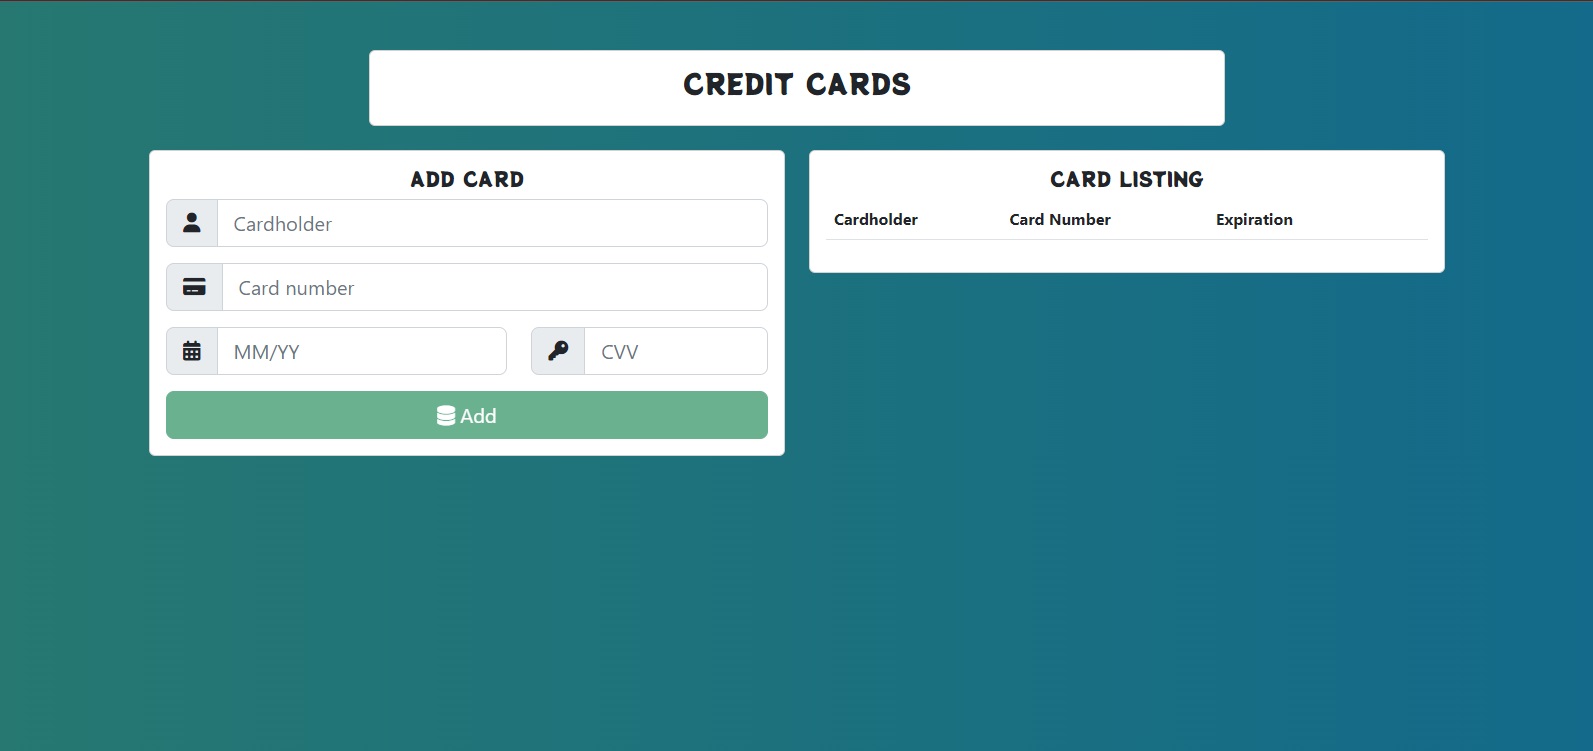 CREDIT CARDS
ADD CARD
Cardholder
Card number
MM/YY CVV
Add
CARD LISTING
Cardholder Card Number Expiration